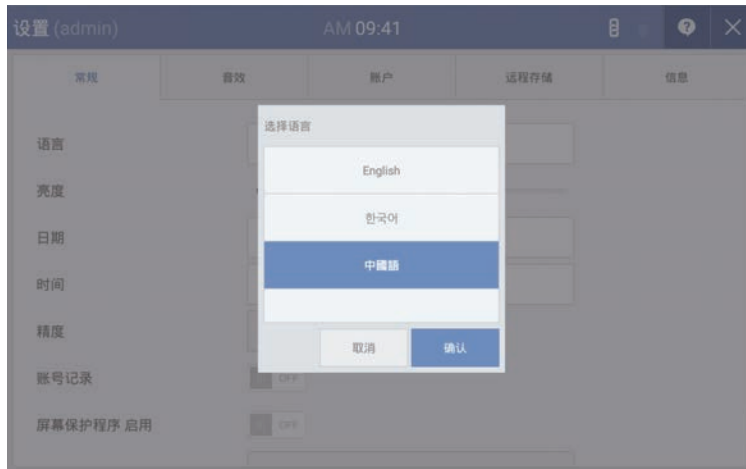 设置 (admin)
AM 09:41
?
常规
音效
账户
远程存储
信息
选择语言
English
한국어
中國語
取消
确认
语言
亮度
日期
时间
精度
账号记录
OFF
屏幕保护程序 启用
OFF